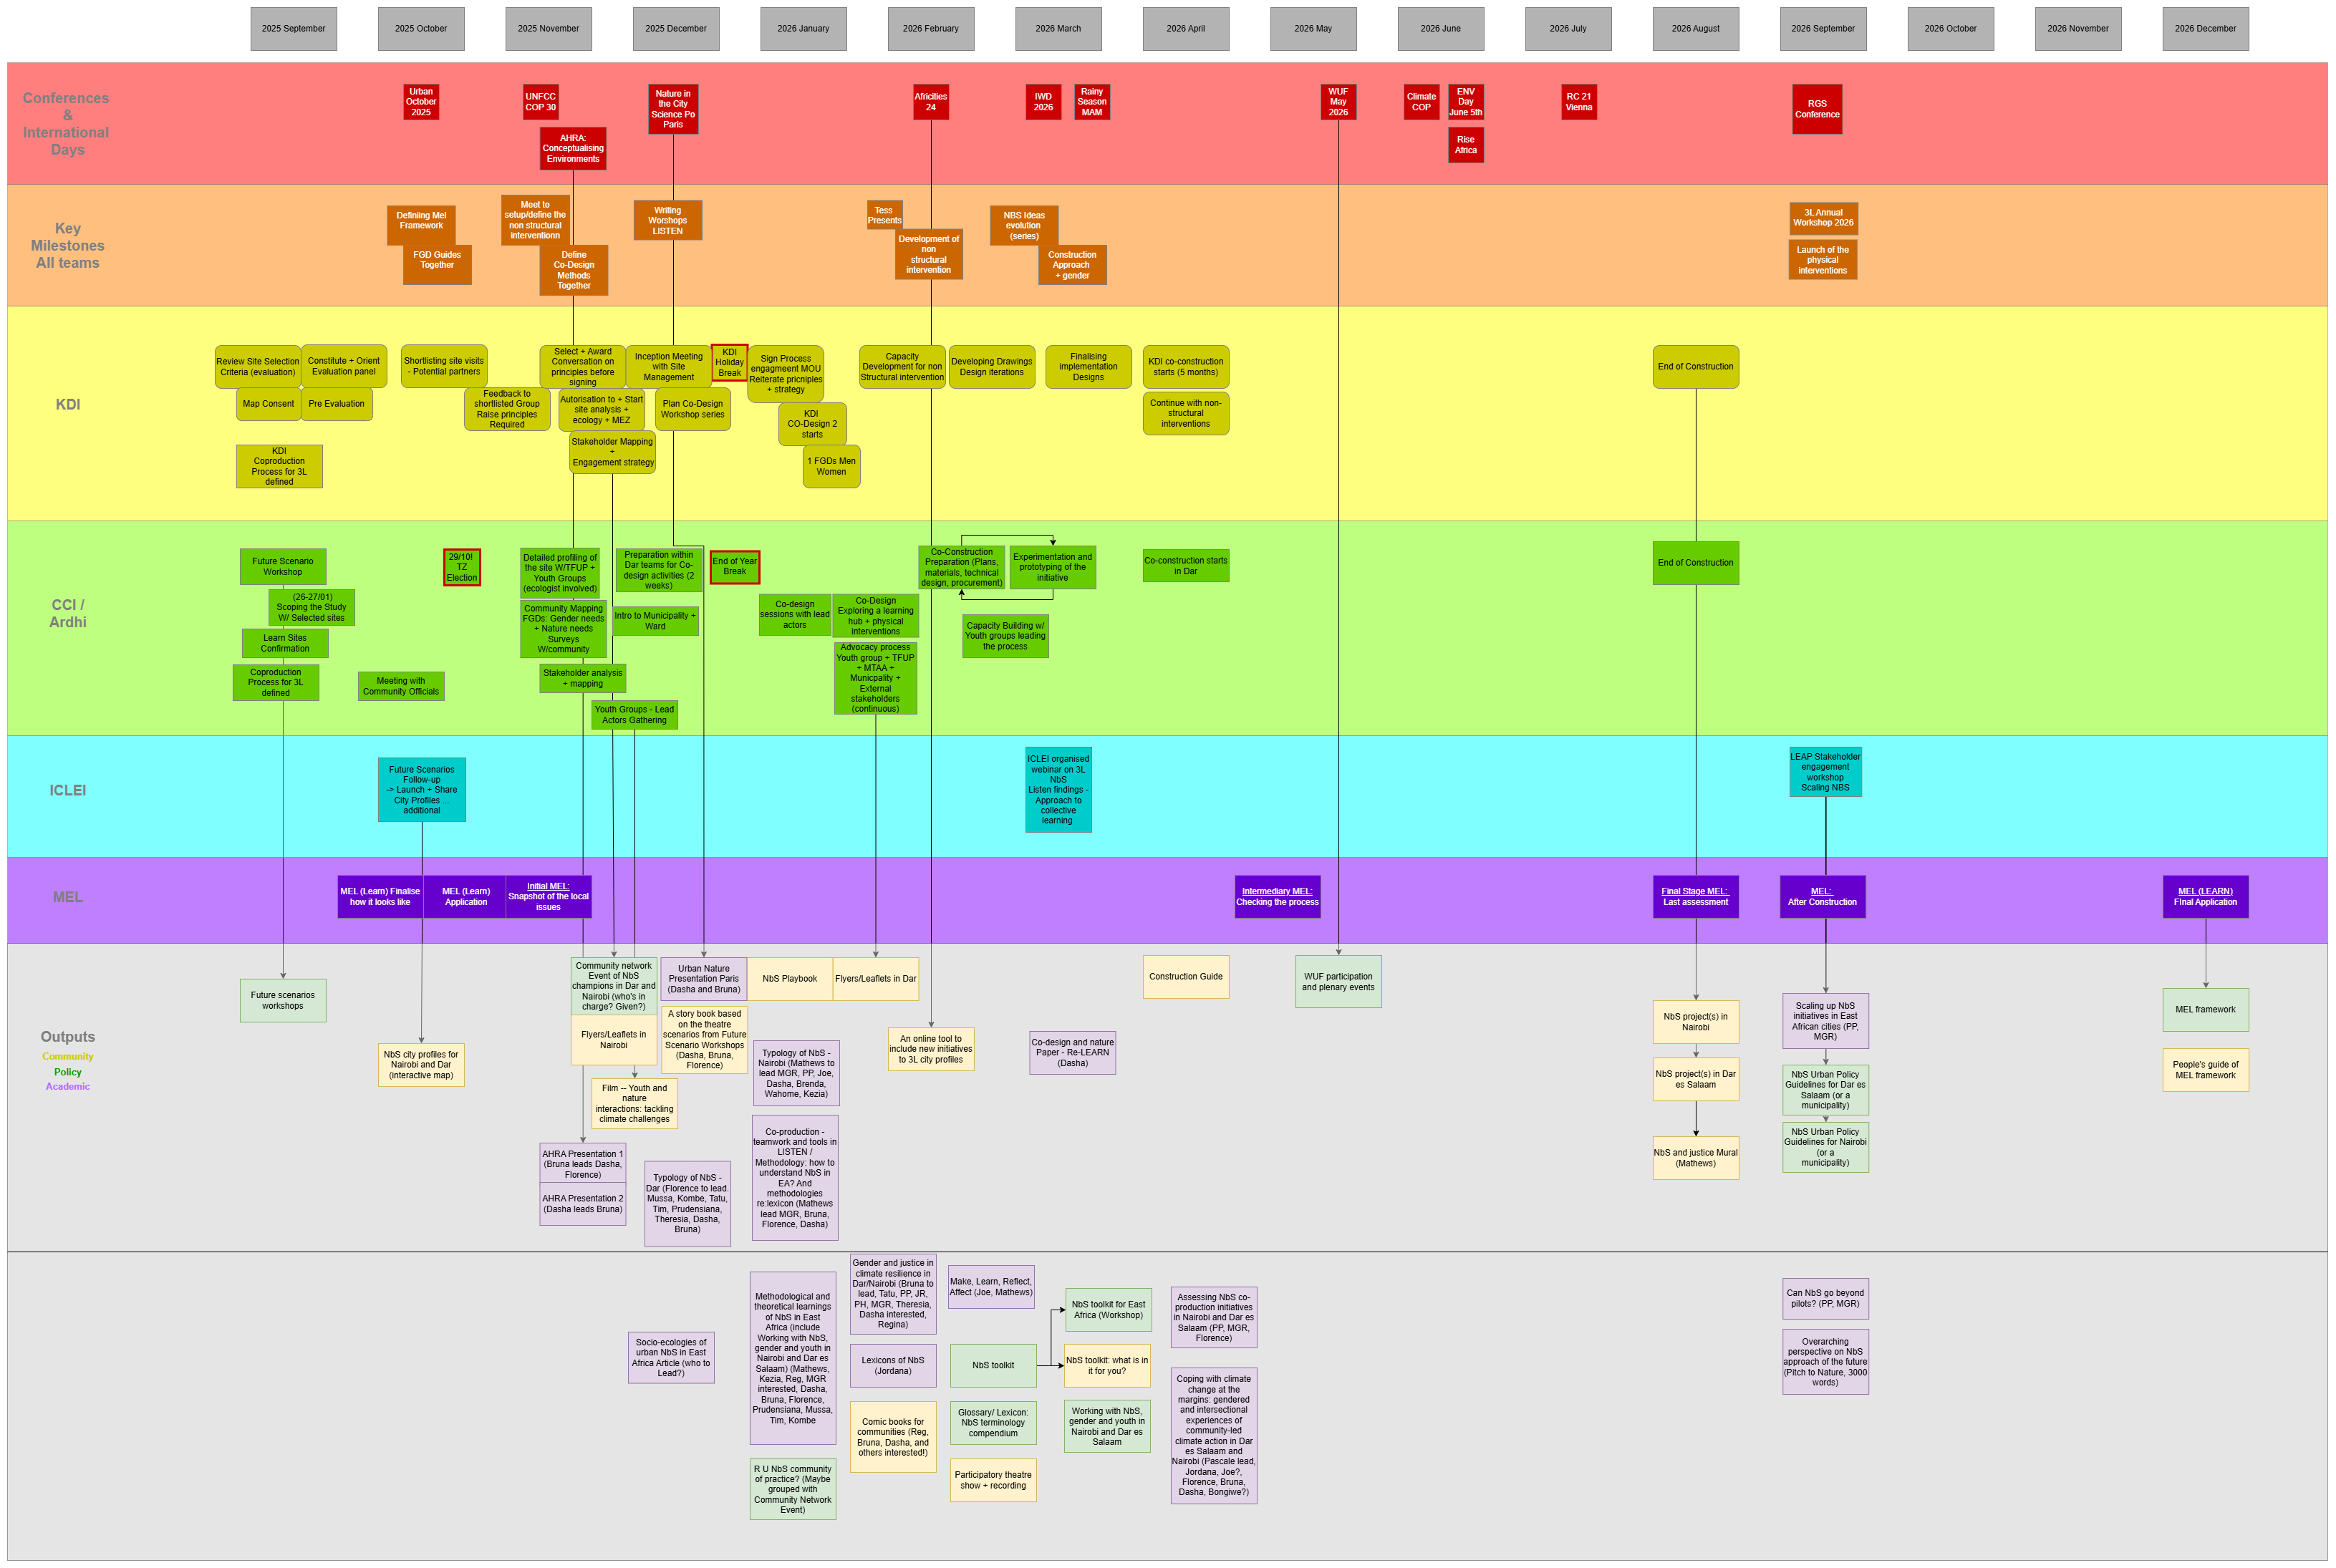 2025 September
2025 October
2025 November
2025 December
2026 January
2026 February
2026 March
2026 April
2026 May
2026 June
2026 July
2026 August
2026 September
2026 October
2026 November
2026 December
Conferences
&
International
Days
Urban
October
2025
UNFCC
COP 30
AHRA:
Conceptualising
Environments
Nature in
the City
Science Po
Paris
Africities
24
IWD
2026
Rainy
Season
MAM
WUF
May
2026
Climate
COP
ENV
Day
June 5th
Rise
Africa
RC 21
Vienna
RGS
Conference
Key
Milestones
All teams
Definiing Mel
Framework
FGD Guides
Together
Meet to
setup/define the
non structural
interventionn
Define
Co-Design
Methods
Together
Writing
Worshops
LISTEN
Tess
Presents
Development of
non
structural
intervention
NBS Ideas
evolution
(series)
Construction
Approach
+ gender
3L Annual
Workshop 2026
Launch of the
physical
interventions
KDI
Review Site Selection
Criteria (evaluation)
Constitute + Orient
Evaluation panel
Map Consent
Pre Evaluation
KDI
Coproduction
Process for 3L
defined
Shortlisting site visits
- Potential partners
Feedback to
shortlisted Group
Raise principles
Required
Select + Award
Conversation on
principles before
signing
Autorisation to + Start
site analysis +
ecology + MEZ
Stakeholder Mapping
+
Engagement strategy
Inception Meeting
with Site
Management
Plan Co-Design
Workshop series
KDI
Holiday
Break
Sign Process
engagmeent MOU
Reiterate pricniples
+ strategy
KDI
CO-Design 2
starts
1 FGDs Men
Women
Capacity
Development for non
Structural intervention
Developing Drawings
Design iterations
Finalising
implementation
Designs
KDI co-construction
starts (5 months)
Continue with non-
structural
interventions
End of Construction
CCI /
Ardhi
Future Scenario
Workshop
(26-27/01)
Scoping the Study
W/ Selected sites
Learn Sites
Confirmation
Coproduction
Process for 3L
defined
29/10!
TZ
Election
Meeting with
Community Officials
Detailed profiling of
the site W/TFUP +
Youth Groups
(ecologist involved)
Community Mapping
FGDs: Gender needs
+ Nature needs
Surveys
W/community
Stakeholder analysis
+ mapping
Youth Groups - Lead
Actors Gathering
Preparation within
Dar teams for Co-
design activities (2
weeks)
Intro to Municipality +
Ward
End of Year
Break
Co-design
sessions with lead
actors
Co-Design
Exploring a learning
hub + physical
interventions
Advocacy process
Youth group + TFUP
+ MTAA +
Municpality +
External
stakeholders
(continuous)
Co-Construction
Preparation (Plans,
materials, technical
design, procurement)
Experimentation and
prototyping of the
initiative
Capacity Building w/
Youth groups leading
the process
Co-construction starts
in Dar
End of Construction
ICLEI
Future Scenarios
Follow-up
-> Launch + Share
City Profiles ...
additional
ICLEI organised
webinar on 3L
NbS
Listen findings -
Approach to
collective
learning
LEAP Stakeholder
engagement
workshop
Scaling NBS
MEL
MEL (Learn) Finalise
how it looks like
MEL (Learn)
Application
Initial MEL:
Snapshot of the local
issues
Intermediary MEL:
Checking the process
Final Stage MEL:
Last assessment
MEL:
After Construction
MEL (LEARN)
FInal Application
Outputs
Community
Policy
Academic
Future scenarios
workshops
NbS city profiles for
Nairobi and Dar
(interactive map)
Community network
Event of NbS
champions in Dar and
Nairobi (who's in
charge? Given?)
Flyers/Leaflets in
Nairobi
Film -- Youth and
nature
interactions: tackling
climate challenges
AHRA Presentation 1
(Bruna leads Dasha,
Florence)
AHRA Presentation 2
(Dasha leads Bruna)
Urban Nature
Presentation Paris
(Dasha and Bruna)
A story book based
on the theatre
scenarios from Future
Scenario Workshops
(Dasha, Bruna,
Florence)
Typology of NbS -
Dar (Florence to lead.
Mussa, Kombe, Tatu,
Tim, Prudensiana,
Theresia, Dasha,
Bruna)
NbS Playbook
Typology of NbS -
Nairobi (Mathews to
lead MGR, PP, Joe,
Dasha, Brenda,
Wahome, Kezia)
Co-production -
teamwork and tools in
LISTEN /
Methodology: how to
understand NbS in
EA? And
methodologies
re:lexicon (Mathews
lead MGR, Bruna,
Florence, Dasha)
Flyers/Leaflets in Dar
An online tool to
include new initiatives
to 3L city profiles
Co-design and nature
Paper - Re-LEARN
(Dasha)
Construction Guide
WUF participation
and plenary events
NbS project(s) in
Nairobi
NbS project(s) in Dar
es Salaam
NbS and justice Mural
(Mathews)
Scaling up NbS
initiatives in East
African cities (PP,
MGR)
NbS Urban Policy
Guidelines for Dar es
Salaam (or a
municipality)
NbS Urban Policy
Guidelines for Nairobi
(or a
municipality)
MEL framework
People's guide of
MEL framework
Socio-ecologies of
urban NbS in East
Africa Article (who to
Lead?)
Methodological and
theoretical learnings
of NbS in East
Africa (include
Working with NbS,
gender and youth in
Nairobi and Dar es
Salaam) (Mathews,
Kezia, Reg, MGR
interested, Dasha,
Bruna, Florence,
Prudensiana, Mussa,
Tim, Kombe
R U NbS community
of practice? (Maybe
grouped with
Community Network
Event)
Gender and justice in
climate resilience in
Dar/Nairobi (Bruna to
lead, Tatu, PP, JR,
PH, MGR, Theresia,
Dasha interested,
Regina)
Lexicons of NbS
(Jordana)
Comic books for
communities (Reg,
Bruna, Dasha, and
others interested!)
Make, Learn, Reflect,
Affect (Joe, Mathews)
NbS toolkit
Glossary/ Lexicon:
NbS terminology
compendium
Participatory theatre
show + recording
NbS toolkit for East
Africa (Workshop)
NbS toolkit: what is in
it for you?
Working with NbS,
gender and youth in
Nairobi and Dar es
Salaam
Assessing NbS co-
production initiatives
in Nairobi and Dar es
Salaam (PP, MGR,
Florence)
Coping with climate
change at the
margins: gendered
and intersectional
experiences of
community-led
climate action in Dar
es Salaam and
Nairobi (Pascale lead,
Jordana, Joe?,
Florence, Bruna,
Dasha, Bongiwe?)
Can NbS go beyond
pilots? (PP, MGR)
Overarching
perspective on NbS
approach of the future
(Pitch to Nature, 3000
words)